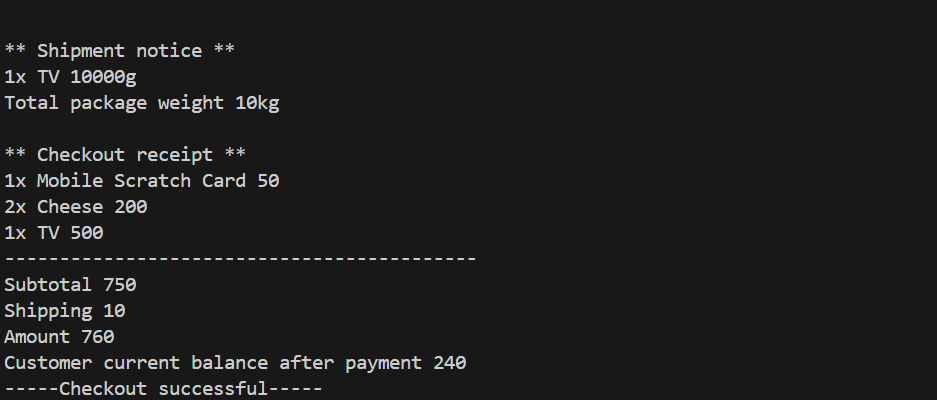 ** Shipment notice **
1x TV 10000g
Total package weight 10kg
** Checkout receipt **
1x Mobile Scratch Card 50
2x Cheese 200
1x TV 500
-------------------------------------------
Subtotal 750
Shipping 10
Amount 760
Customer current balance after payment 240
-----Checkout successful-----